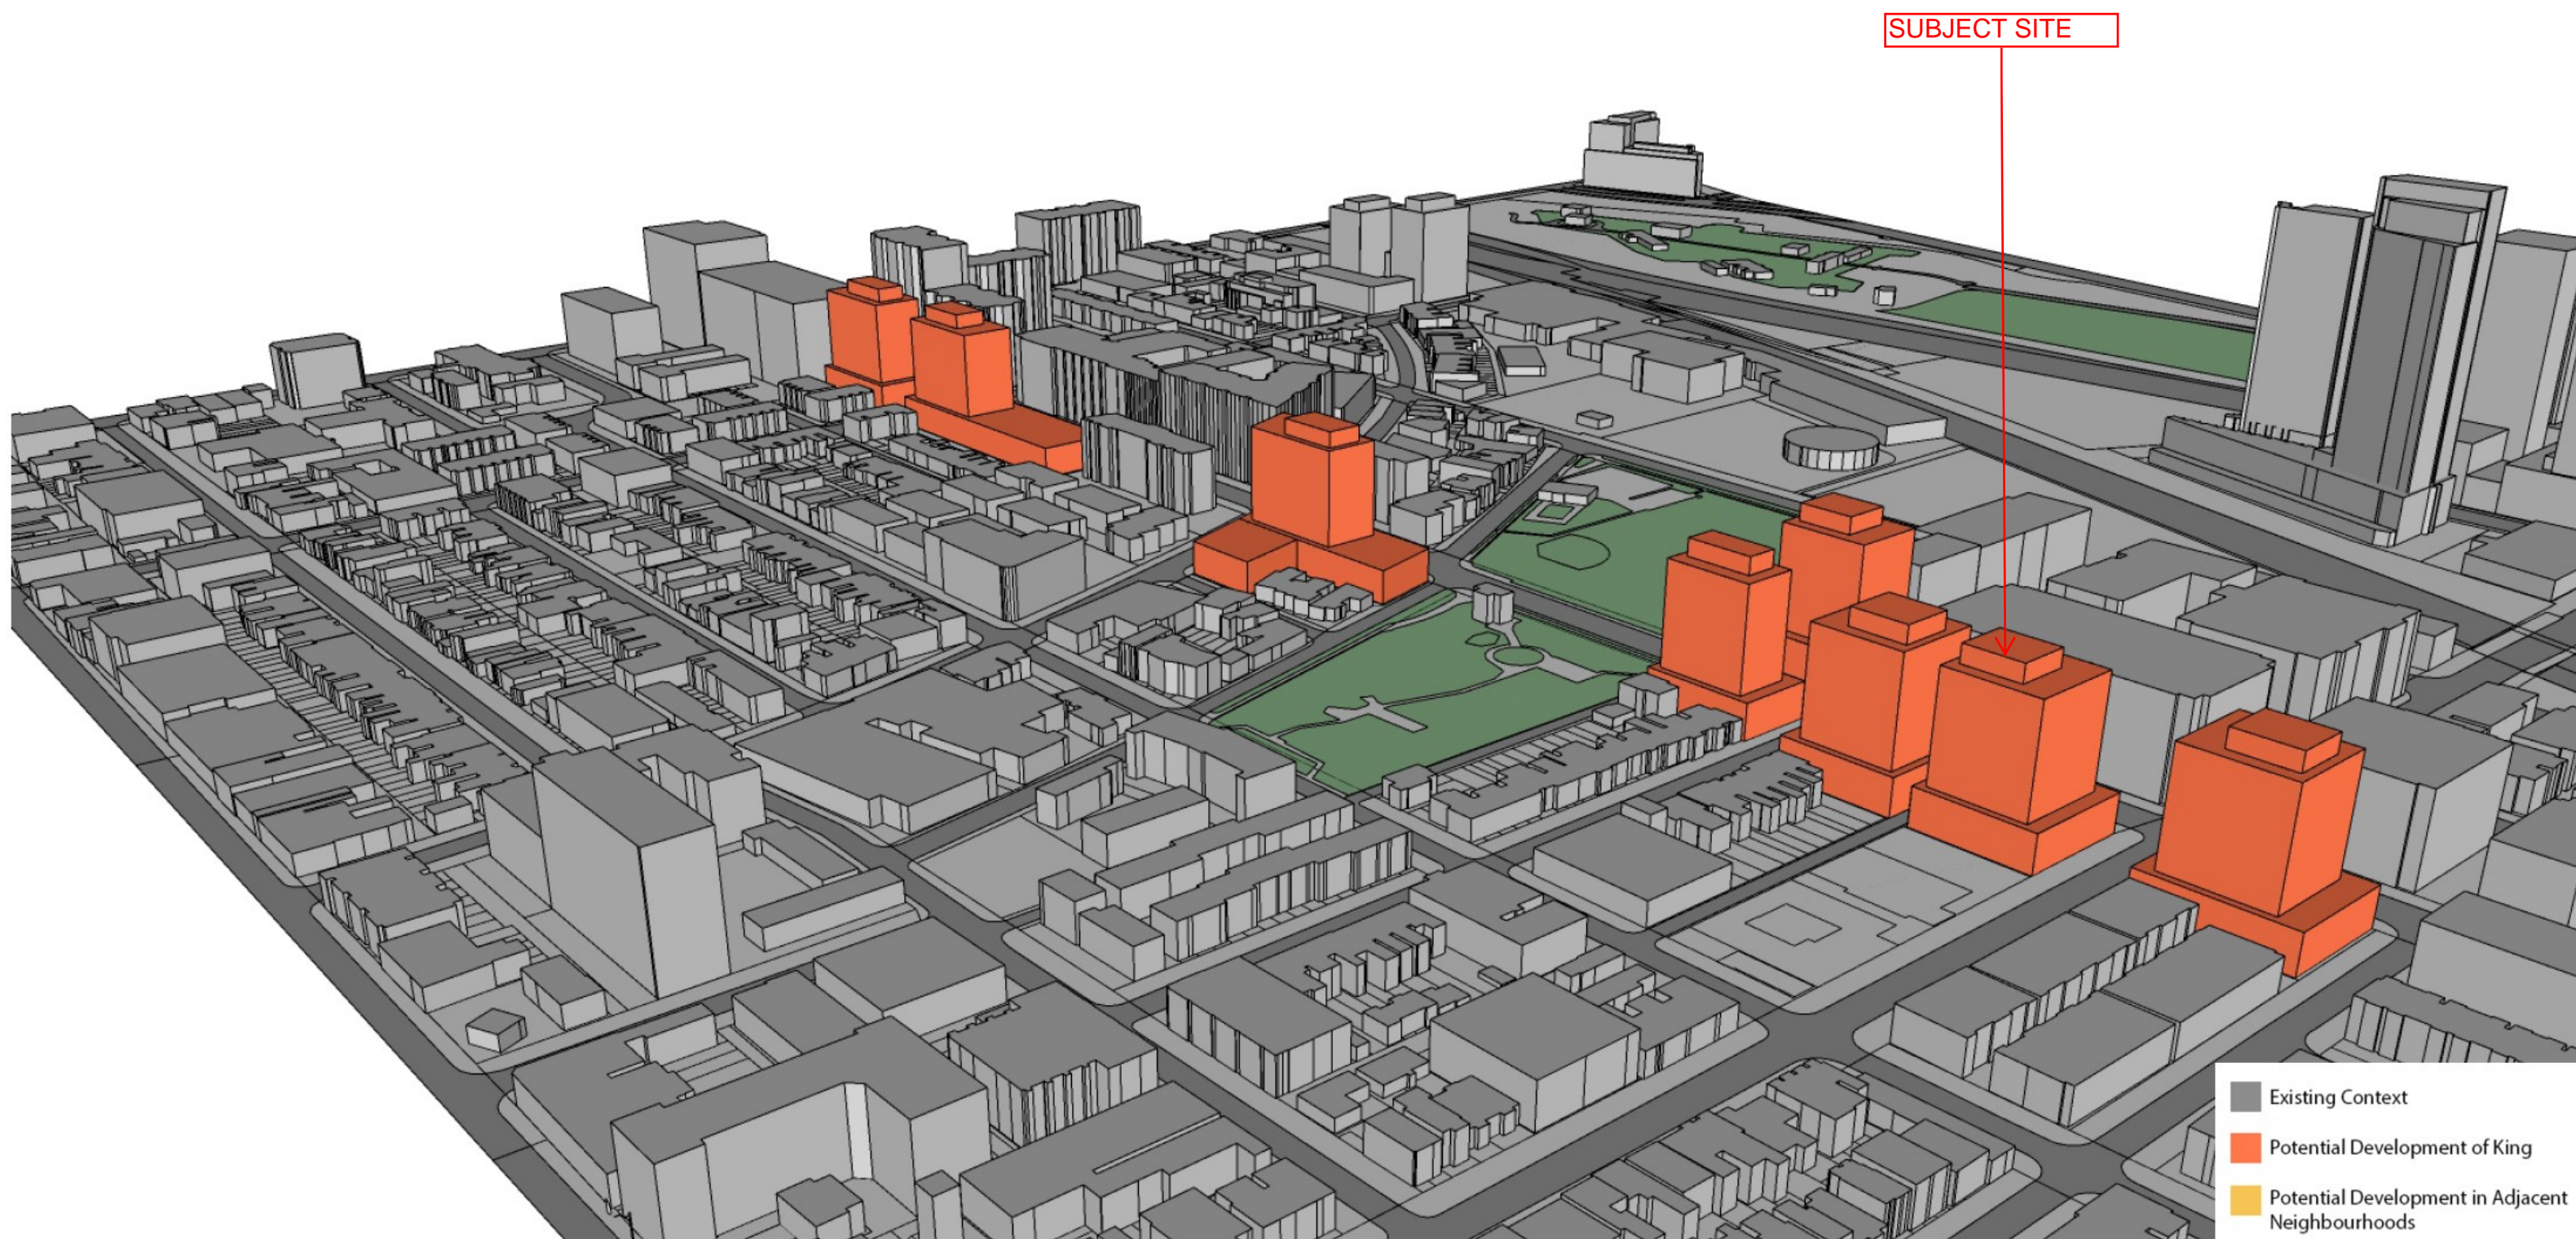 SUBJECT SITE
Existing Context
Potential Development of King
Potential Development in Adjacent
Neighbourhoods